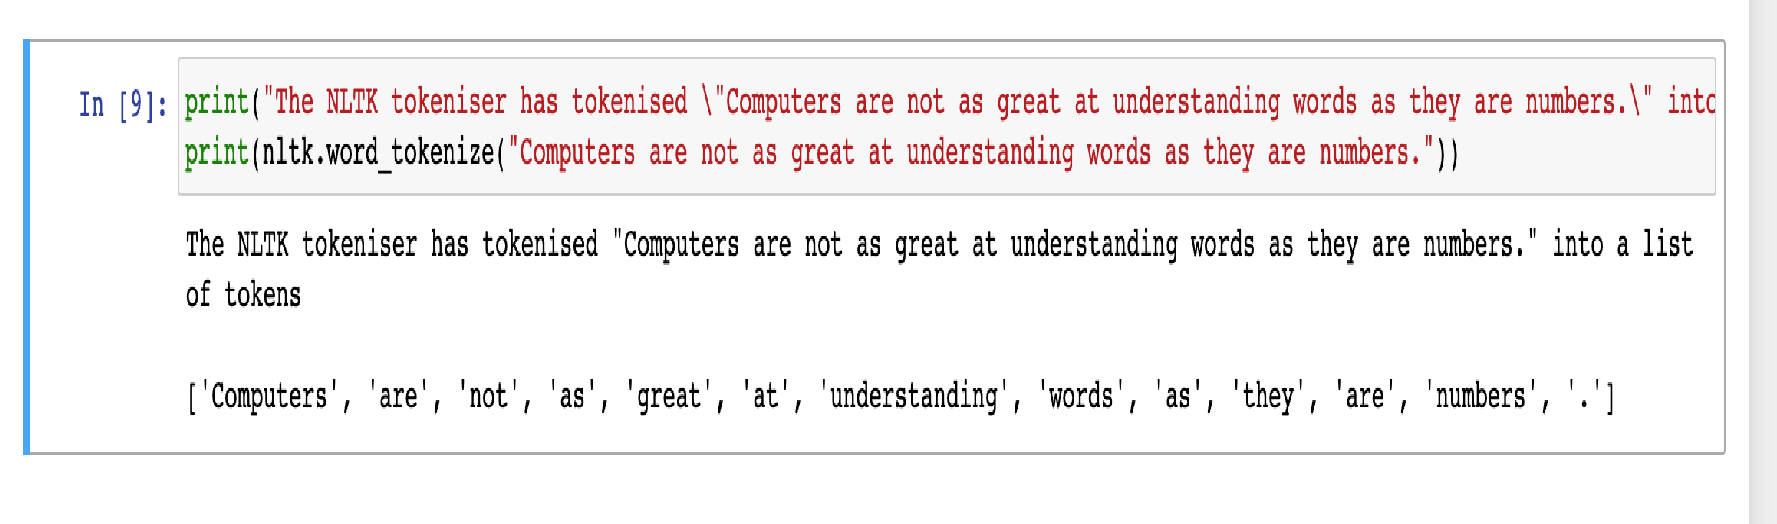 In [9]: print("The NLTK tokeniser has tokenised \"Computers are not as great at understanding words as they are numbers.\" into
print(nltk.word_tokenize("Computers are not as great at understanding words as they are numbers."))
The NLTK tokeniser has tokenised "Computers are not as great at understanding words as they are numbers." into a list
of tokens
['Computers', 'are', 'not', 'as', 'great', 'at', 'understanding', 'words', 'as', 'they', 'are', 'numbers', '.']